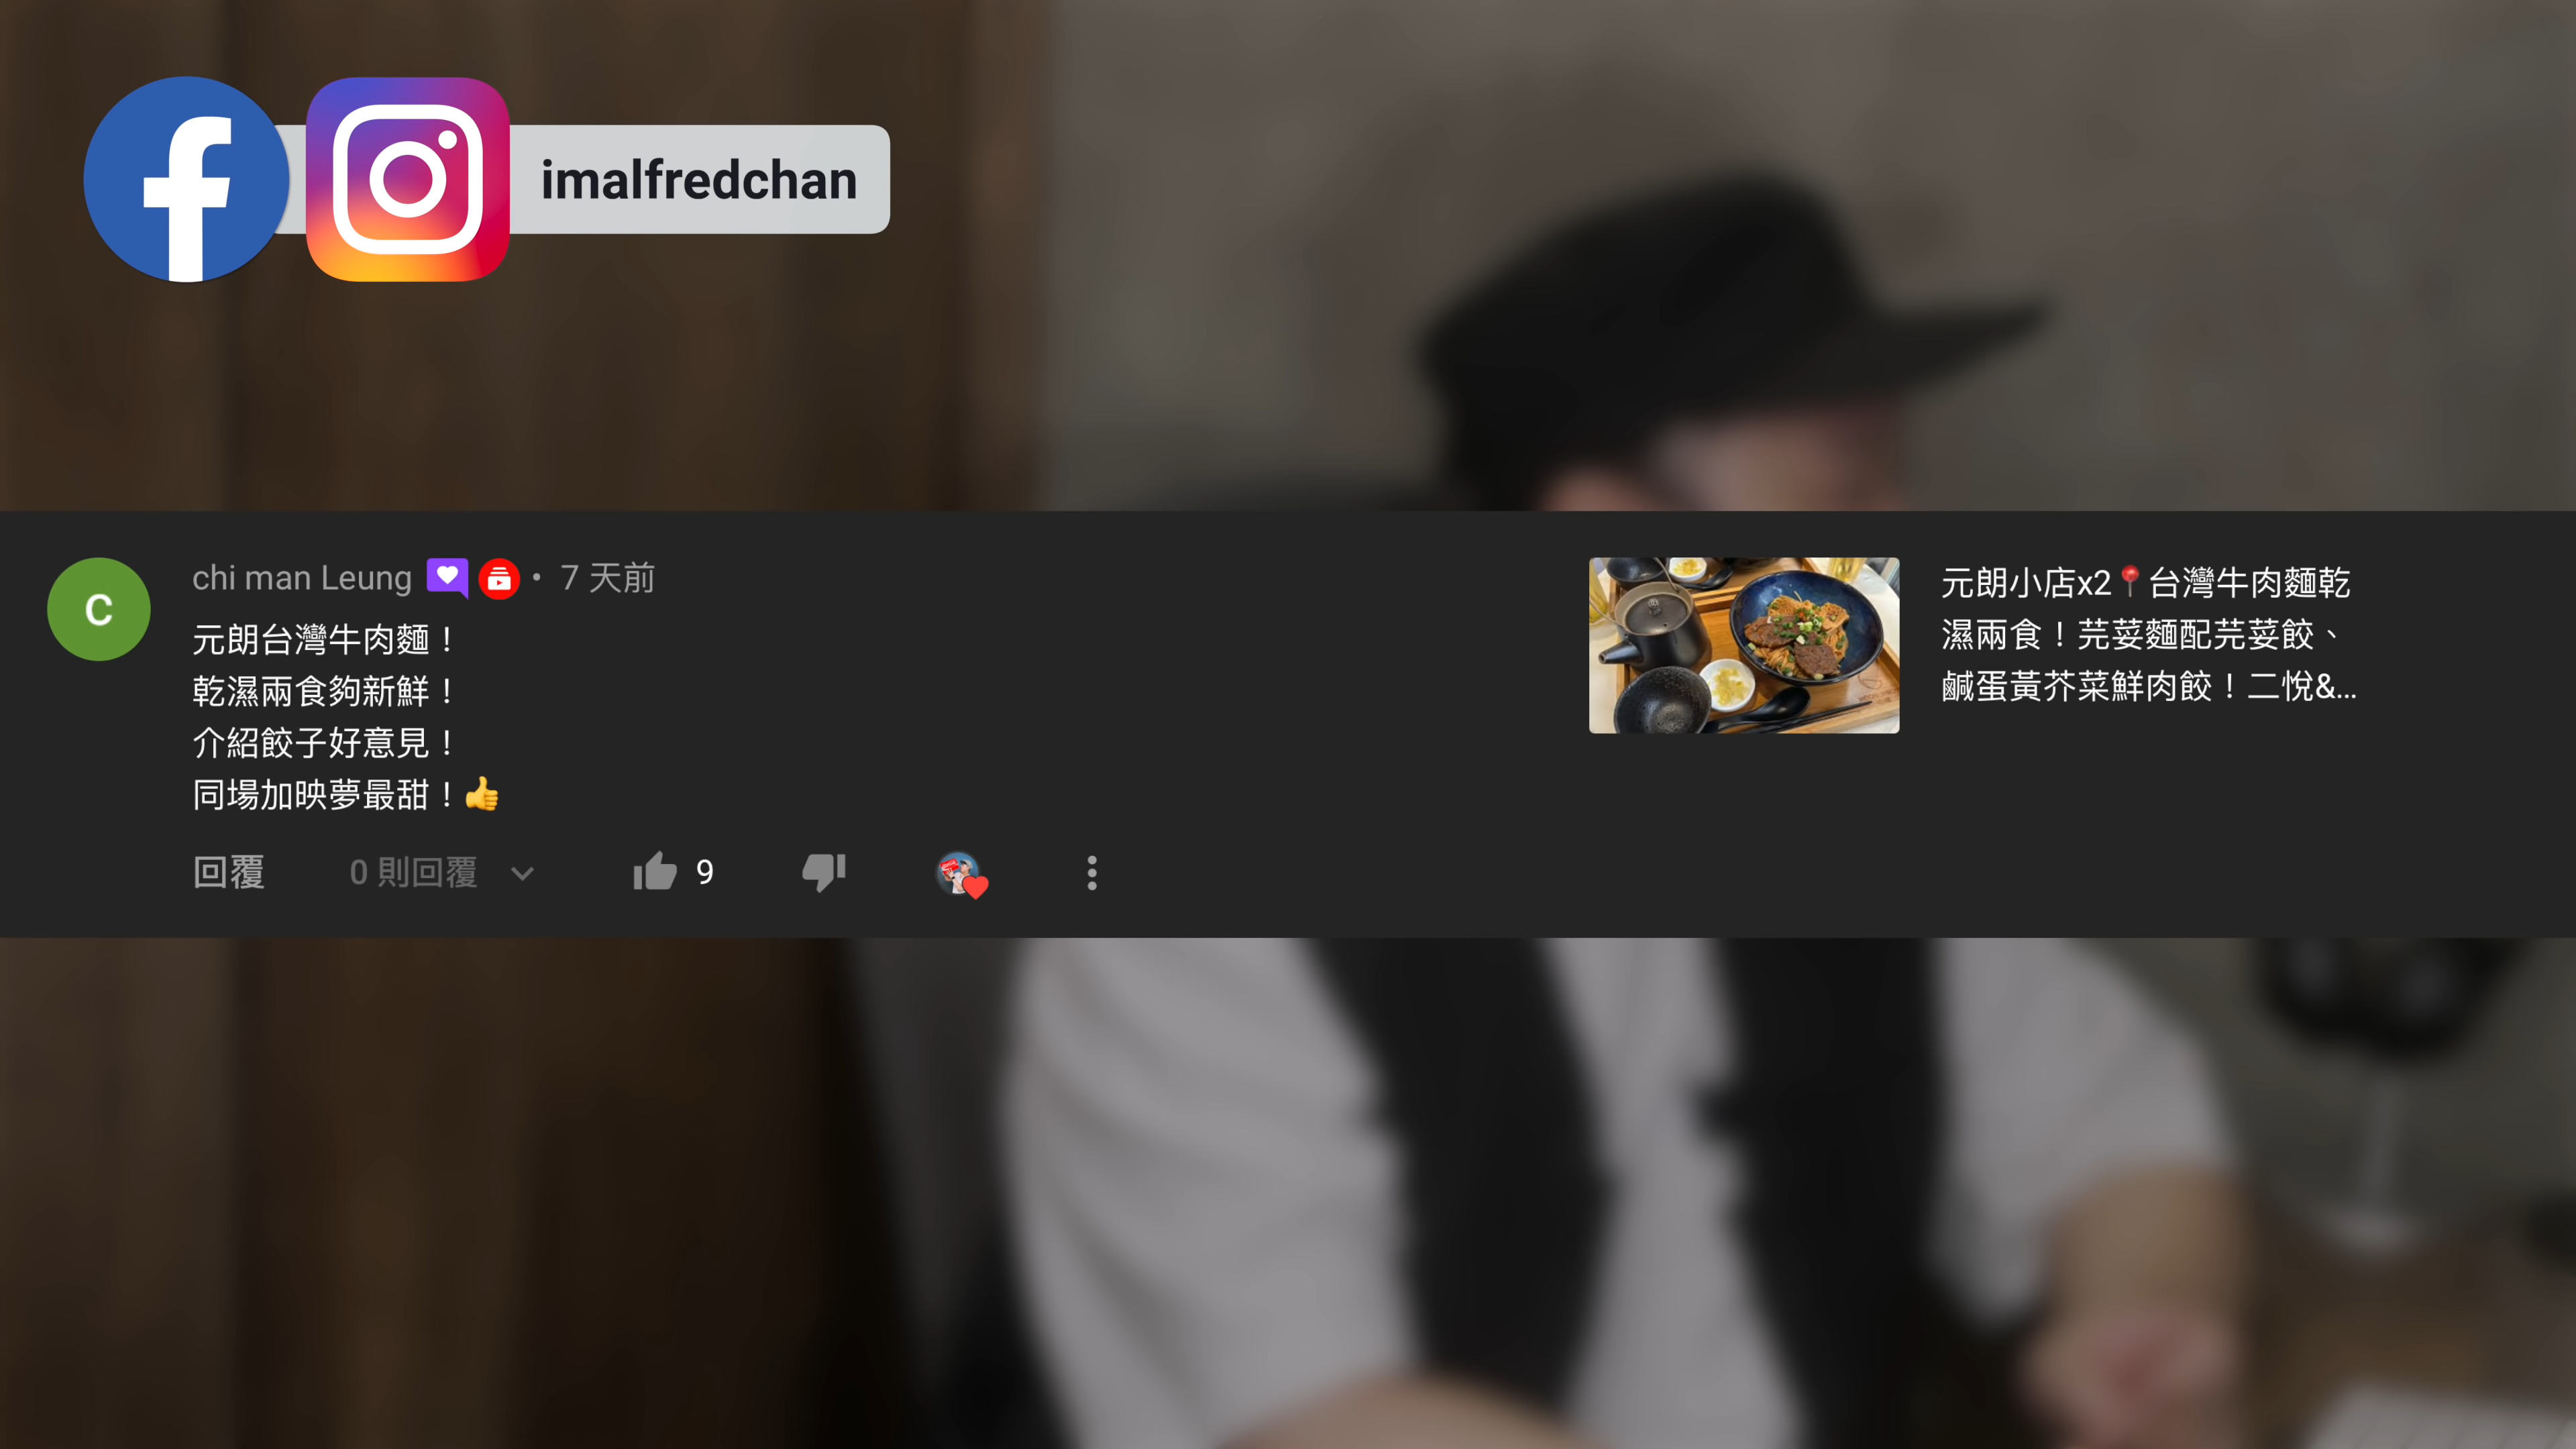 imalfredchan
chi man Leung • 7 天前
元朗台灣牛肉麵！
乾濕兩食夠新鮮！
介紹餃子好意見！
同場加映夢最甜！👍
回覆 0 則回覆 9
元朗小店x2📍台灣牛肉麵乾
濕兩食！芫荽麵配芫荽餃、
鹹蛋黃芥菜鮮肉餃！二悅&...